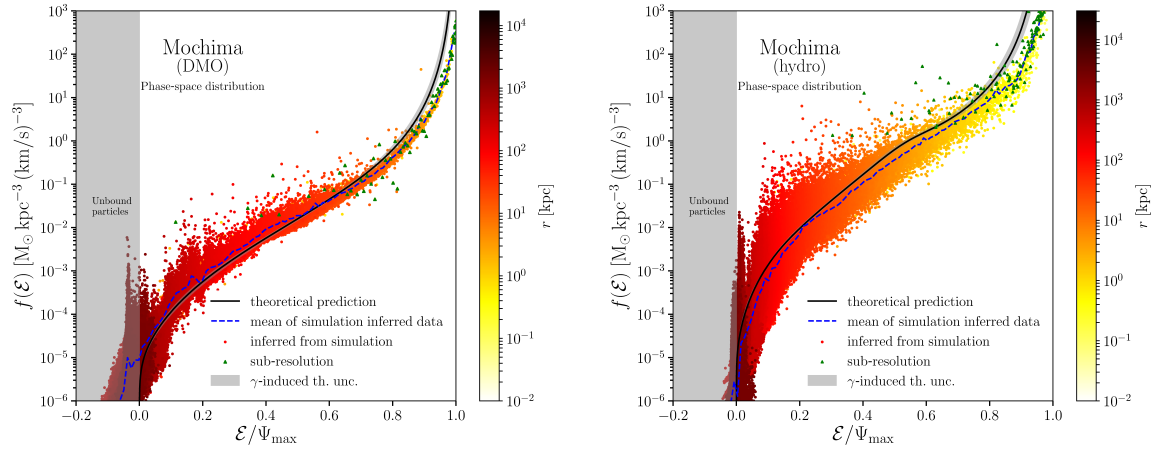 Mochima
(DMO)
Phase-space distribution
Unbound
particles
theoretical prediction
mean of simulation inferred data
inferred from simulation
sub-resolution
γ-induced th. unc.
f(ℰ) [M⊙ kpc⁻³ (km/s)⁻³]
10³
10²
10¹
10⁰
10⁻¹
10⁻²
10⁻³
10⁻⁴
10⁻⁵
10⁻⁶
−0.2 0.0 0.2 0.4 0.6 0.8 1.0
ℰ/Ψmax
10⁴
10³
10²
10¹
10⁰
10⁻¹
10⁻²
r [kpc]
Mochima
(hydro)
Phase-space distribution
Unbound
particles
theoretical prediction
mean of simulation inferred data
inferred from simulation
sub-resolution
γ-induced th. unc.
f(ℰ) [M⊙ kpc⁻³ (km/s)⁻³]
10³
10²
10¹
10⁰
10⁻¹
10⁻²
10⁻³
10⁻⁴
10⁻⁵
10⁻⁶
−0.2 0.0 0.2 0.4 0.6 0.8 1.0
ℰ/Ψmax
10⁴
10³
10²
10¹
10⁰
10⁻¹
10⁻²
r [kpc]